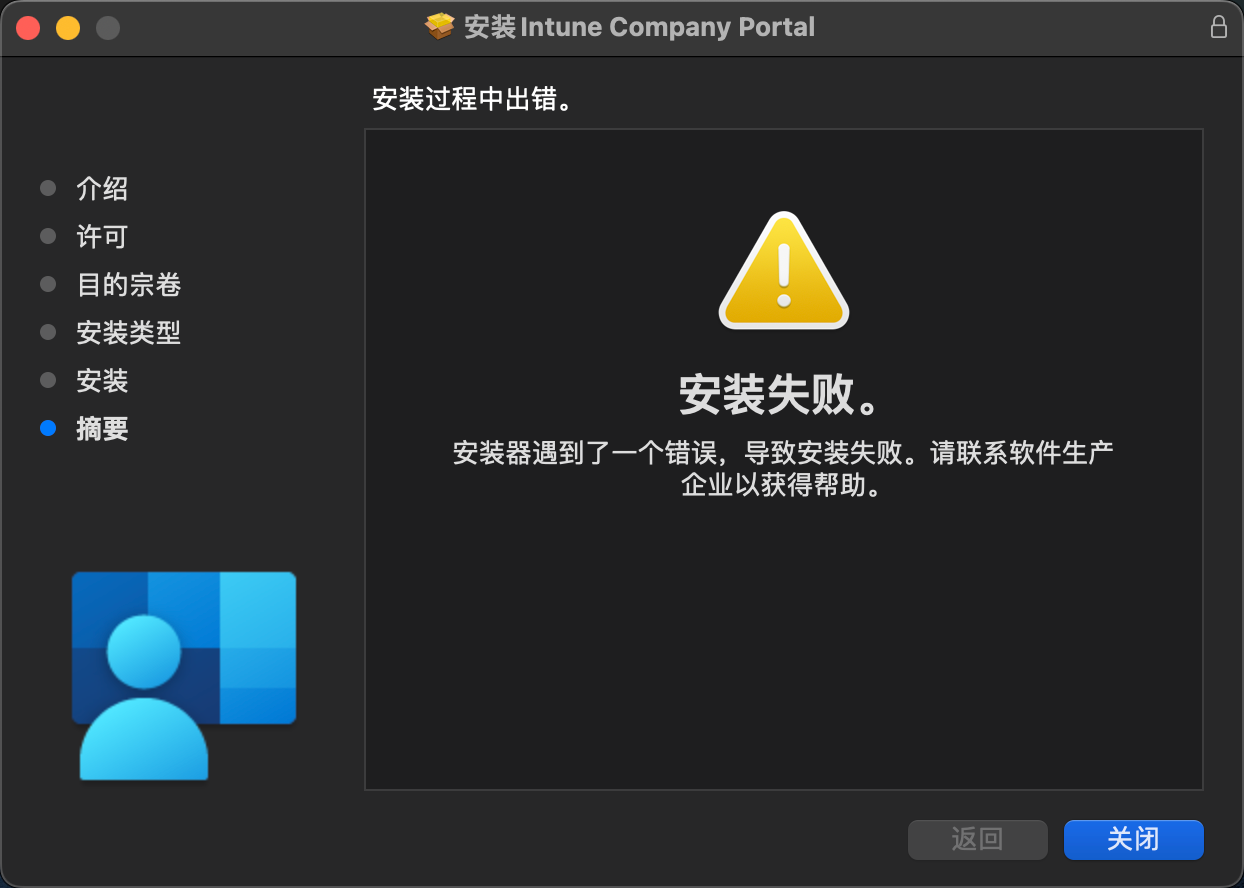 安装Intune Company Portal
安装过程中出错。
介绍
许可
目的宗卷
安装类型
安装
摘要
安装失败。
安装器遇到了一个错误，导致安装失败。请联系软件生产
企业以获得帮助。
返回
关闭